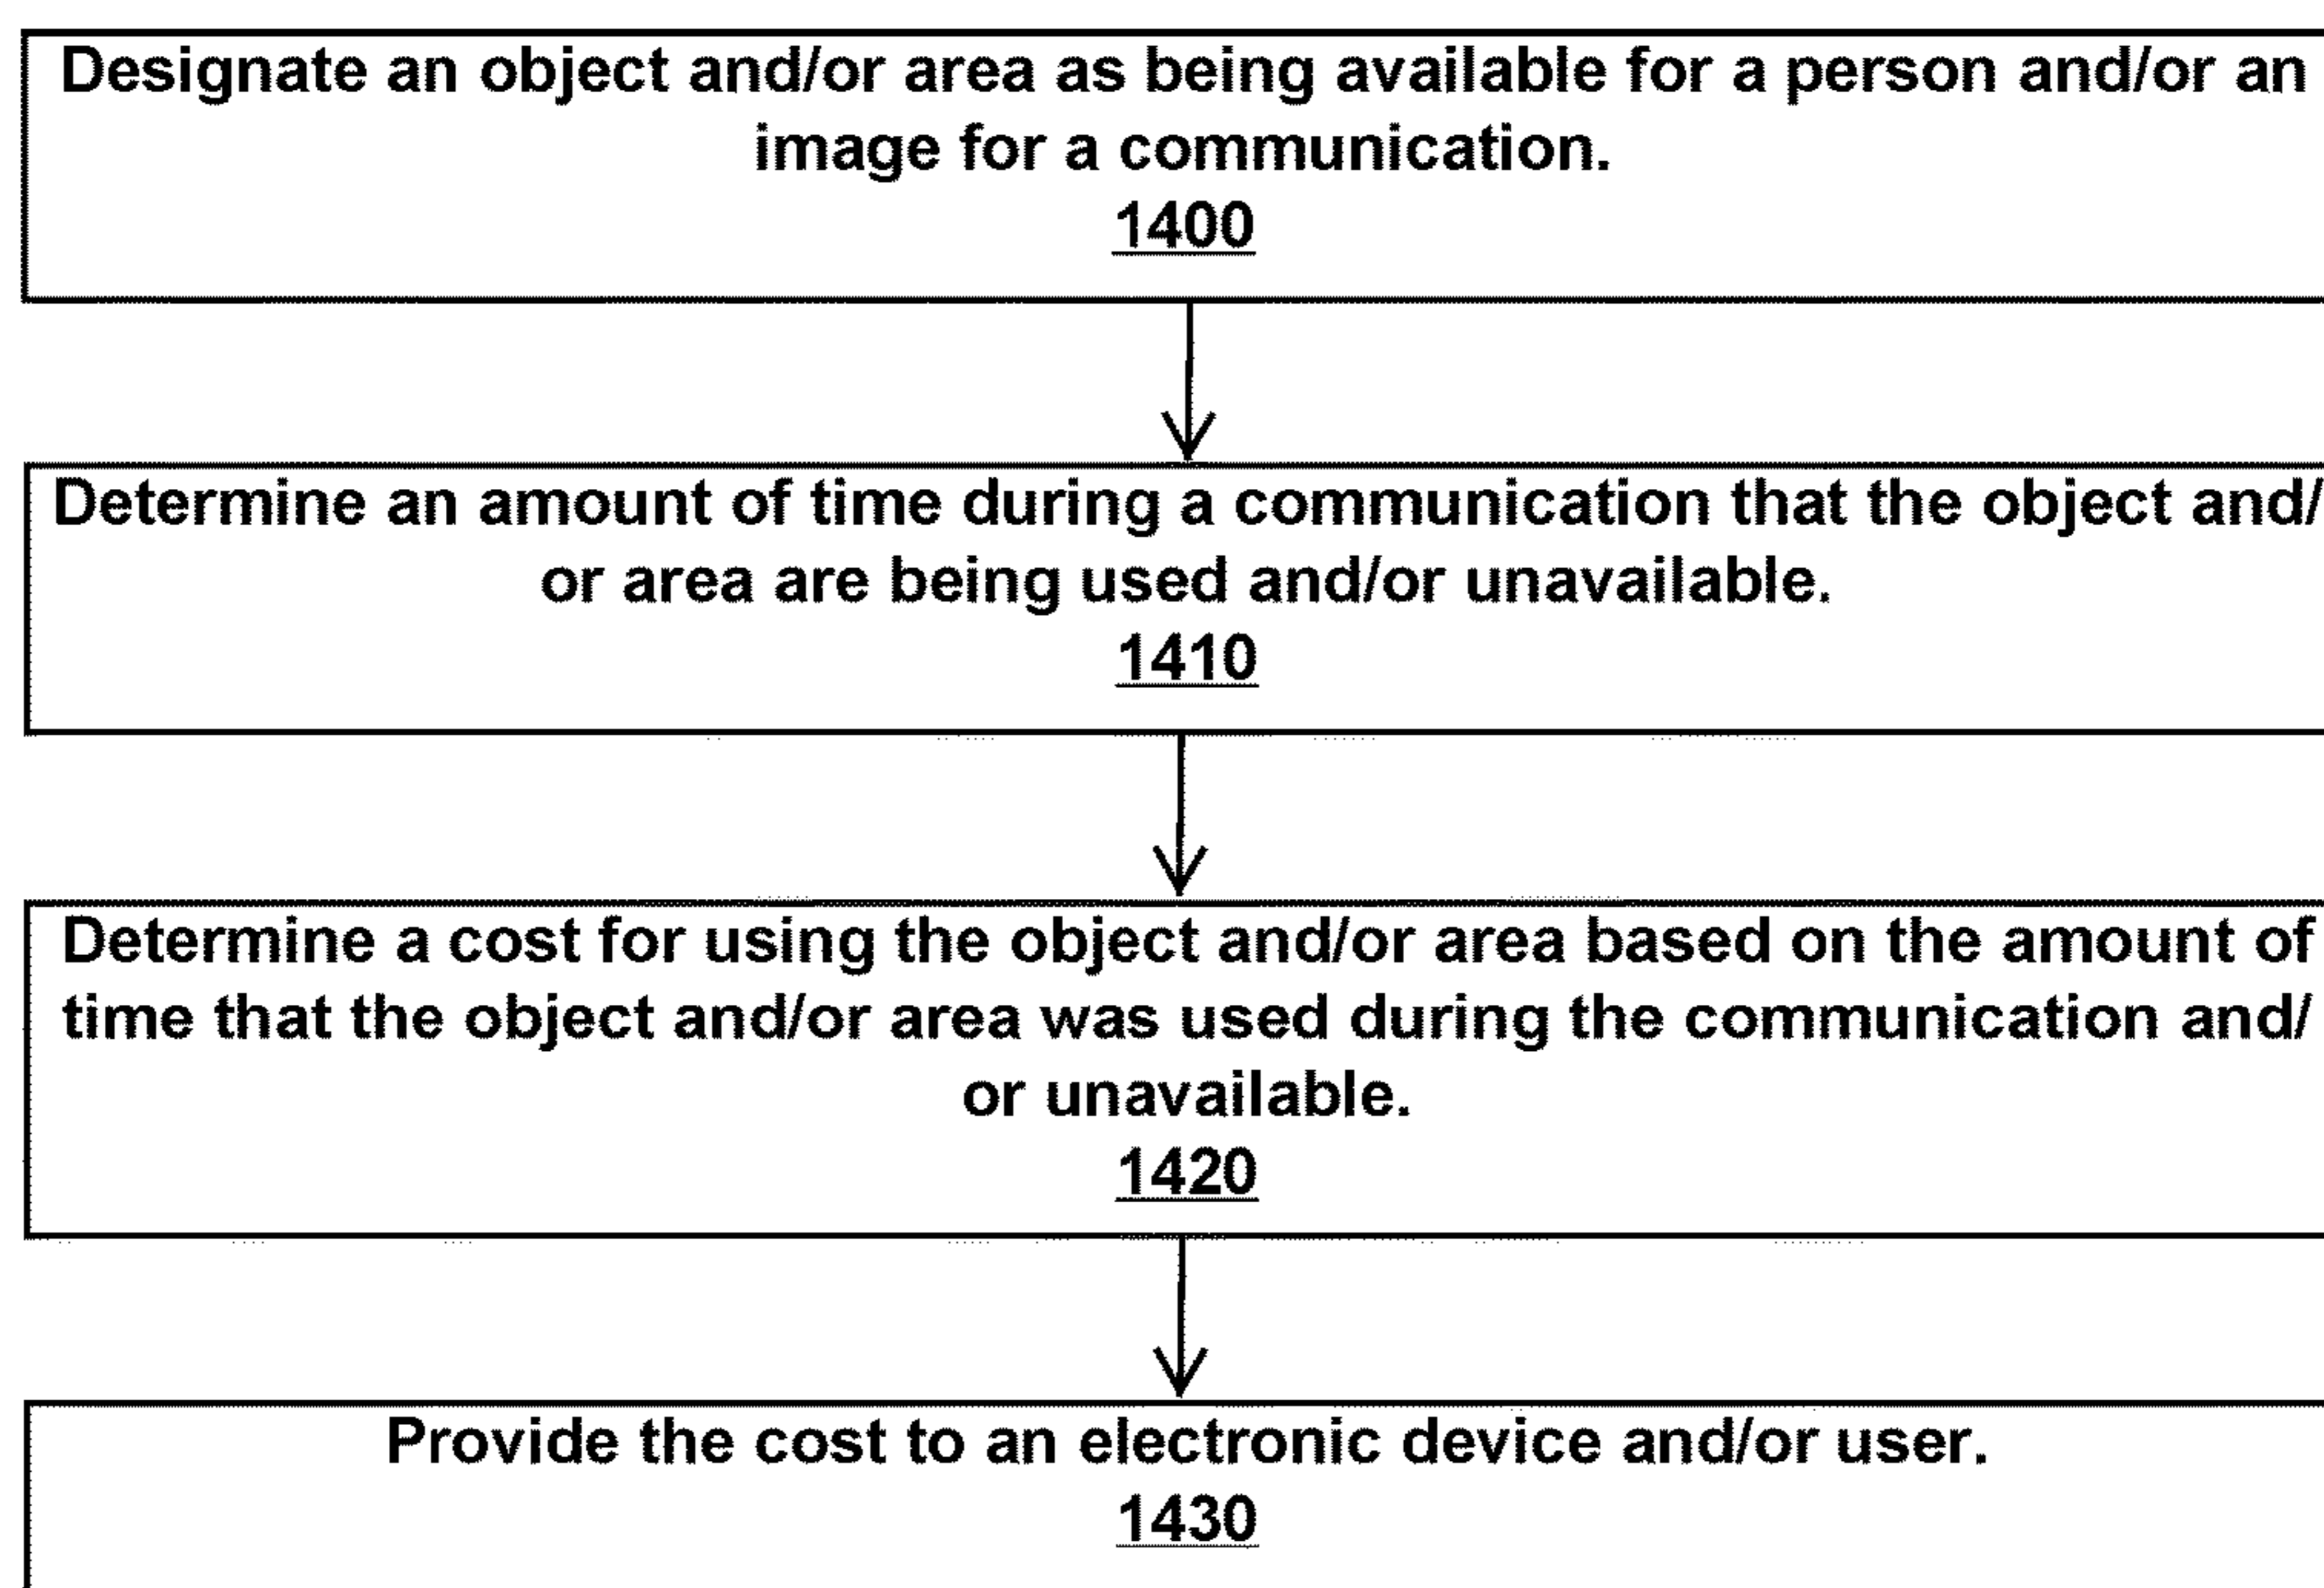 Designate an object and/or area as being available for a person and/or an
image for a communication.
1400
Determine an amount of time during a communication that the object and/
or area are being used and/or unavailable.
1410
Determine a cost for using the object and/or area based on the amount of
time that the object and/or area was used during the communication and/
or unavailable.
1420
Provide the cost to an electronic device and/or user.
1430